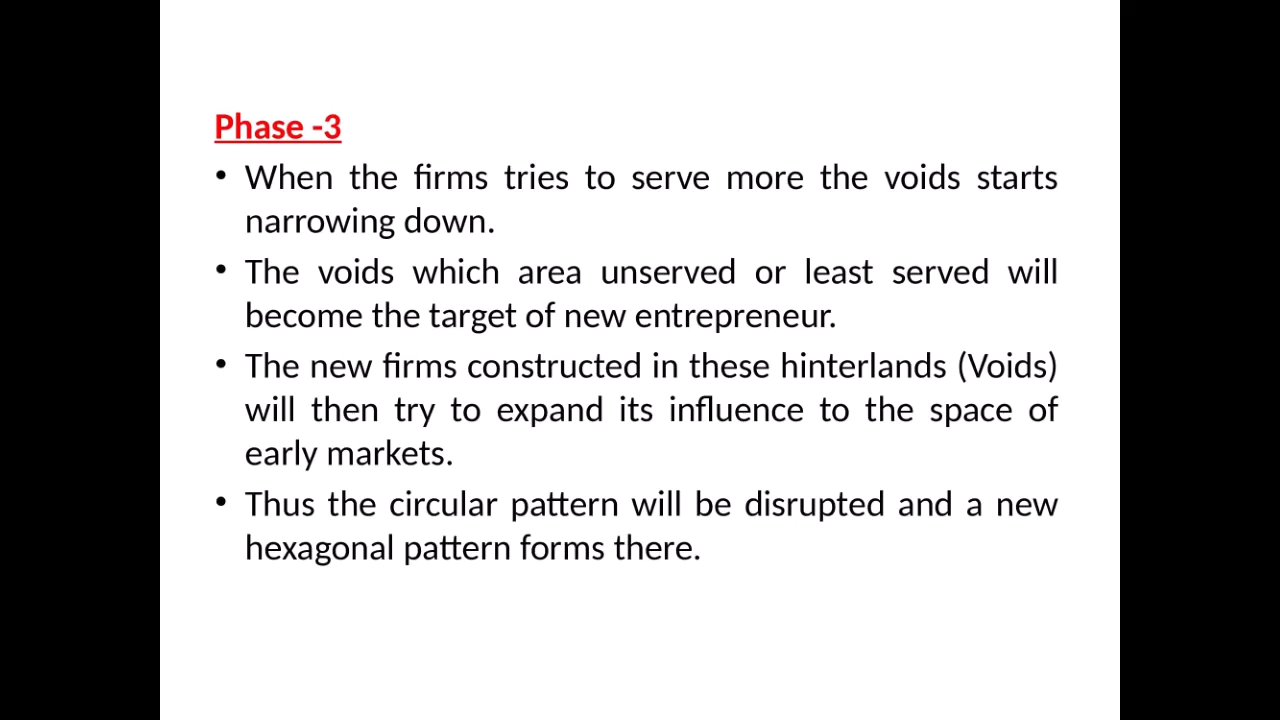 Phase -3
• When the firms tries to serve more the voids starts
narrowing down.
• The voids which area unserved or least served will
become the target of new entrepreneur.
• The new firms constructed in these hinterlands (Voids)
will then try to expand its influence to the space of
early markets.
• Thus the circular pattern will be disrupted and a new
hexagonal pattern forms there.